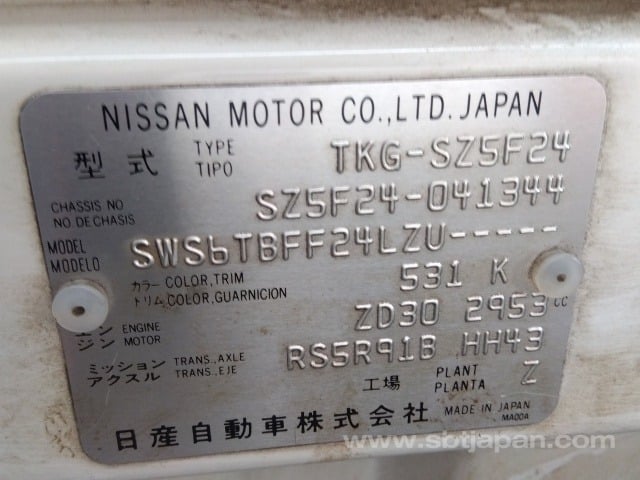 NISSAN MOTOR CO.,LTD. JAPAN
型式 TYPE TIPO TKG-SZ5F24
CHASSIS NO NO DE CHASIS SZ5F24-041344
MODEL MODELO SWS6TBFF24LZU-----
カラー COLOR,TRIM
トリム COLOR,GUARNICION 531 K
エンジン ENGINE MOTOR ZD30 2953 CC
ミッション アクスル TRANS.,AXLE TRANS.,EJE RS5R91B HH43
工場 PLANT PLANTA Z
日産自動車株式会社 MADE IN JAPAN
MA00A
www.sbtjapan.com